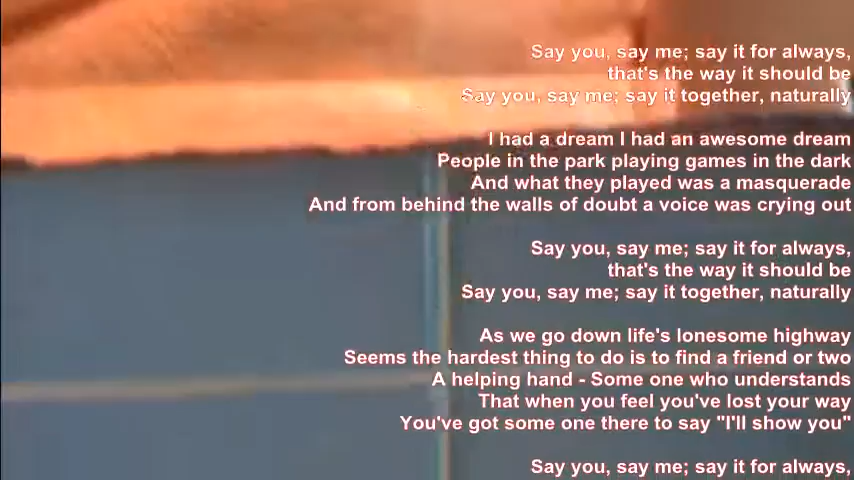 Say you, say me; say it for always,
that's the way it should be
Say you, say me; say it together, naturally
I had a dream I had an awesome dream
People in the park playing games in the dark
And what they played was a masquerade
And from behind the walls of doubt a voice was crying out
Say you, say me; say it for always,
that's the way it should be
Say you, say me; say it together, naturally
As we go down life's lonesome highway
Seems the hardest thing to do is to find a friend or two
A helping hand - Some one who understands
That when you feel you've lost your way
You've got some one there to say "I'll show you"
Say you, say me; say it for always,